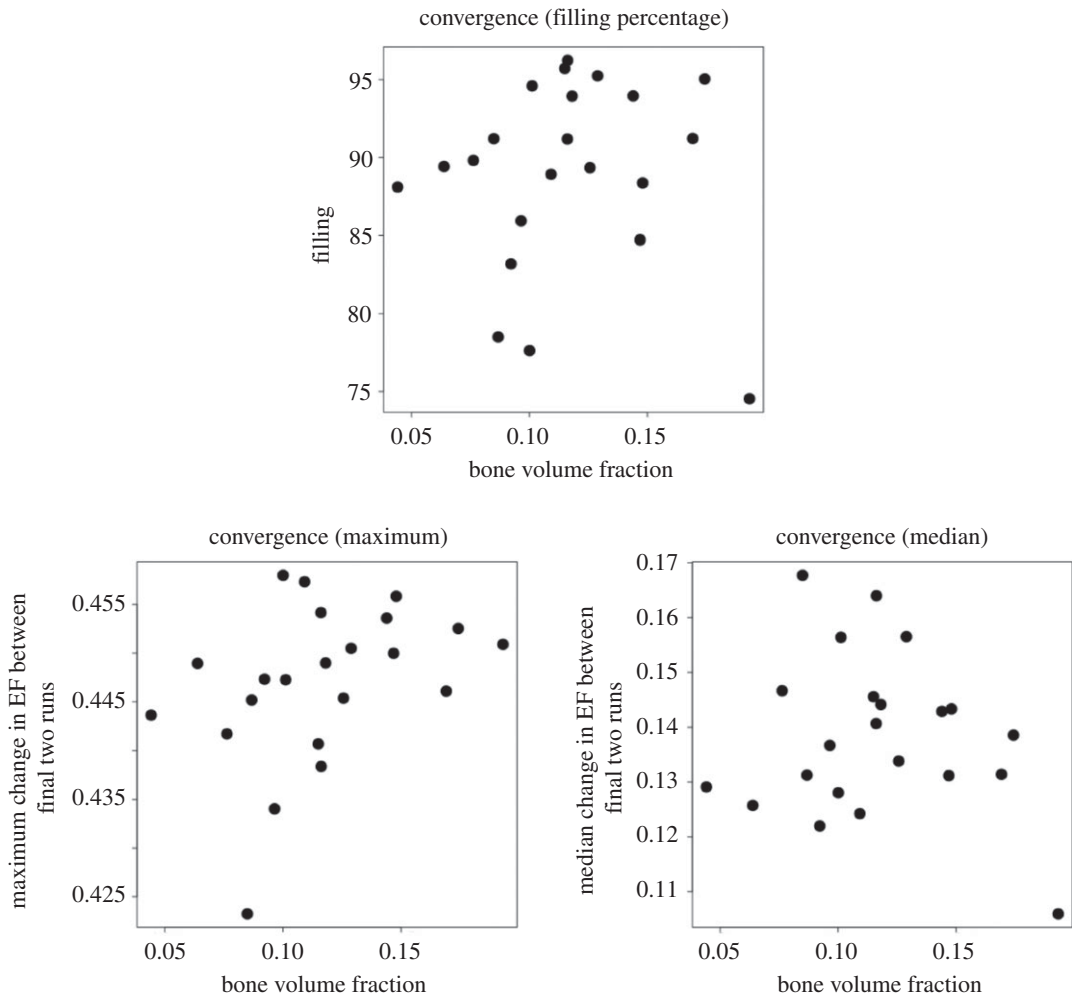 convergence (filling percentage)
95
90
85
80
75
filling
0.05 0.10 0.15
bone volume fraction
convergence (maximum)
0.455
0.445
0.435
0.425
maximum change in EF between
final two runs
0.05 0.10 0.15
bone volume fraction
convergence (median)
0.17
0.16
0.15
0.14
0.13
0.12
0.11
median change in EF between
final two runs
0.05 0.10 0.15
bone volume fraction